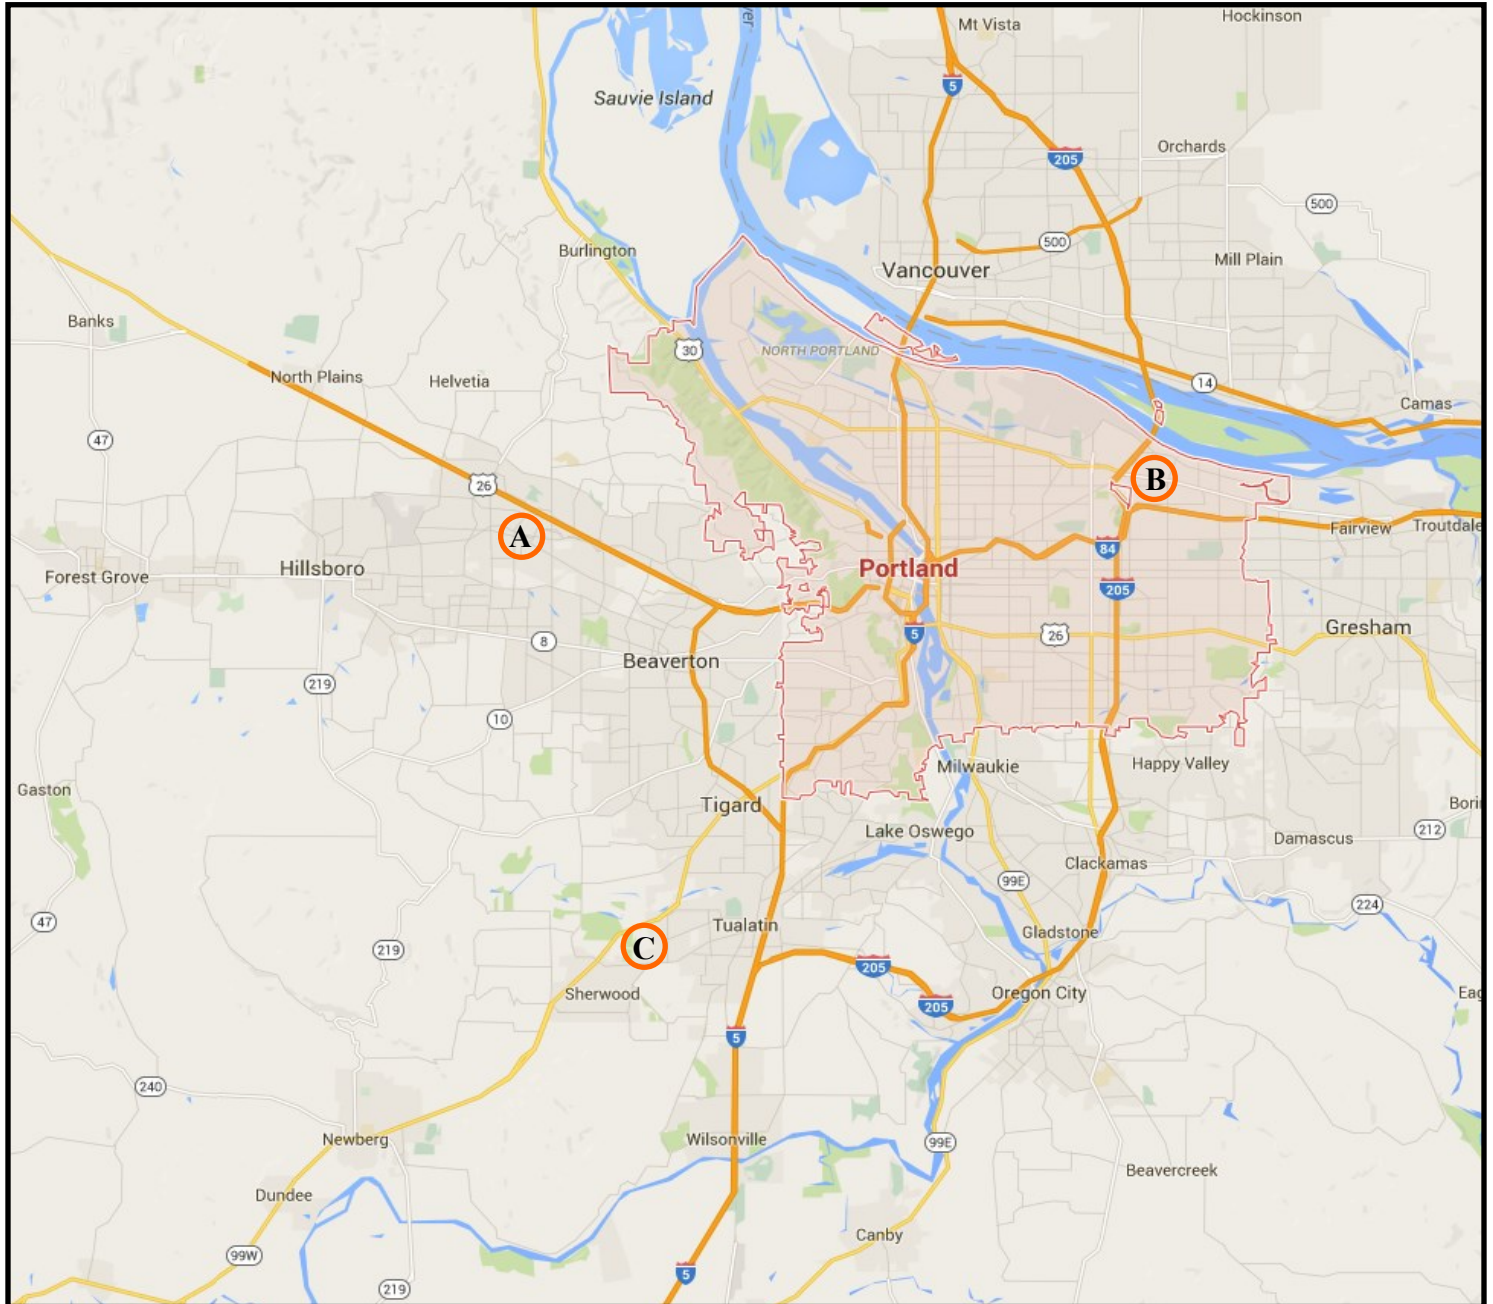 Mt Vista
Hockinson
5
Sauvie Island
Orchards
205
500
Burlington
500
Mill Plain
Vancouver
Banks
30
NORTH PORTLAND
North Plains
Helvetia
14
Camas
47
26
B
A
Fairview
Troutdale
84
Portland
Hillsboro
Forest Grove
205
5
26
Gresham
8
Beaverton
219
10
Milwaukie
Happy Valley
Gaston
Tigard
Lake Oswego
Damascus
212
Clackamas
99E
224
47
Tualatin
Gladstone
219
C
205
Sherwood
Oregon City
205
5
240
Newberg
Wilsonville
99E
Beavercreek
Dundee
Canby
99W
5
219